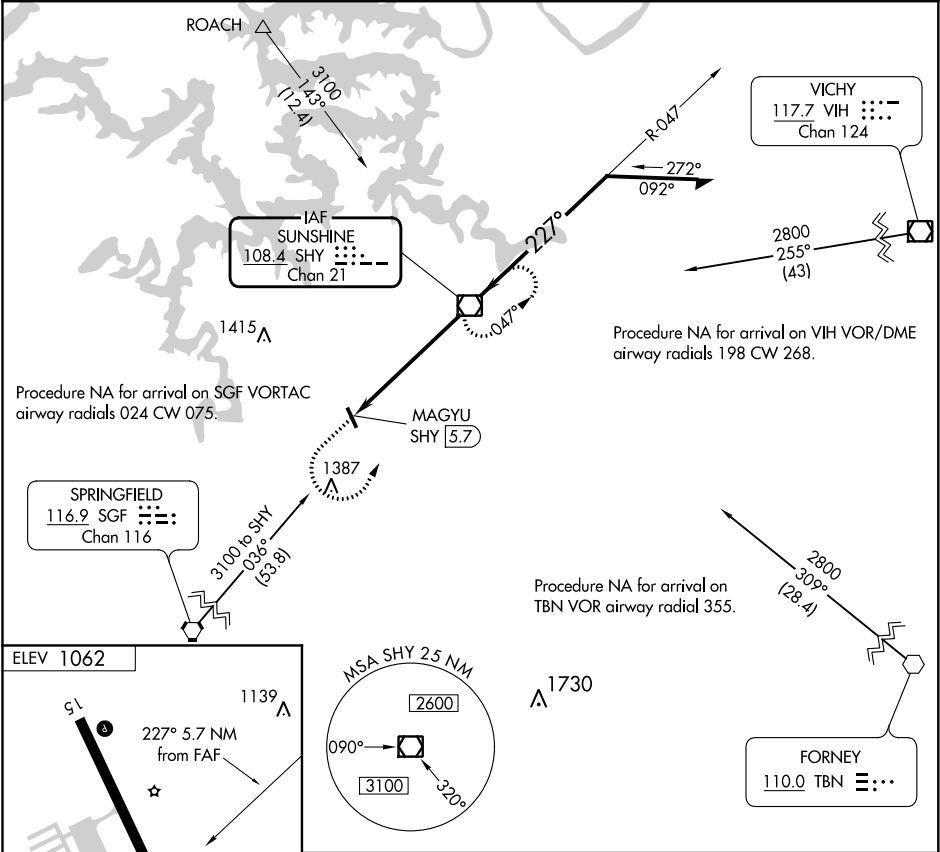 ROACH
3100
143°
(12.4)
R-047
272°
092°
227°
VICHY
117.7 VIH
Chan 124
2800
255°
(43)
IAF
SUNSHINE
108.4 SHY
Chan 21
047°
1415
Procedure NA for arrival on VIH VOR/DME
airway radials 198 CW 268.
Procedure NA for arrival on SGF VORTAC
airway radials 024 CW 075.
MAGYU
SHY 5.7
1387
SPRINGFIELD
116.9 SGF
Chan 116
3100 to SHY
036°
(53.8)
2800
309°
(28.4)
Procedure NA for arrival on
TBN VOR airway radial 355.
ELEV 1062
15
P
1139
227° 5.7 NM
from FAF
MSA SHY 25 NM
2600
090°
3100
320°
1730
FORNEY
110.0 TBN